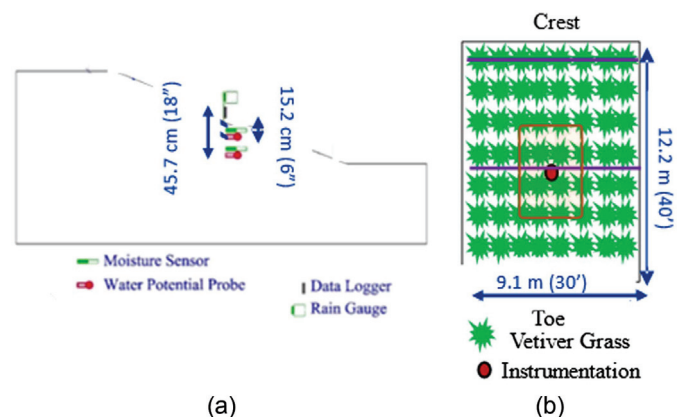 45.7 cm (18")
15.2 cm (6")
Moisture Sensor
Water Potential Probe
Data Logger
Rain Gauge
(a)
Crest
12.2 m (40')
9.1 m (30')
Toe
Vetiver Grass
Instrumentation
(b)